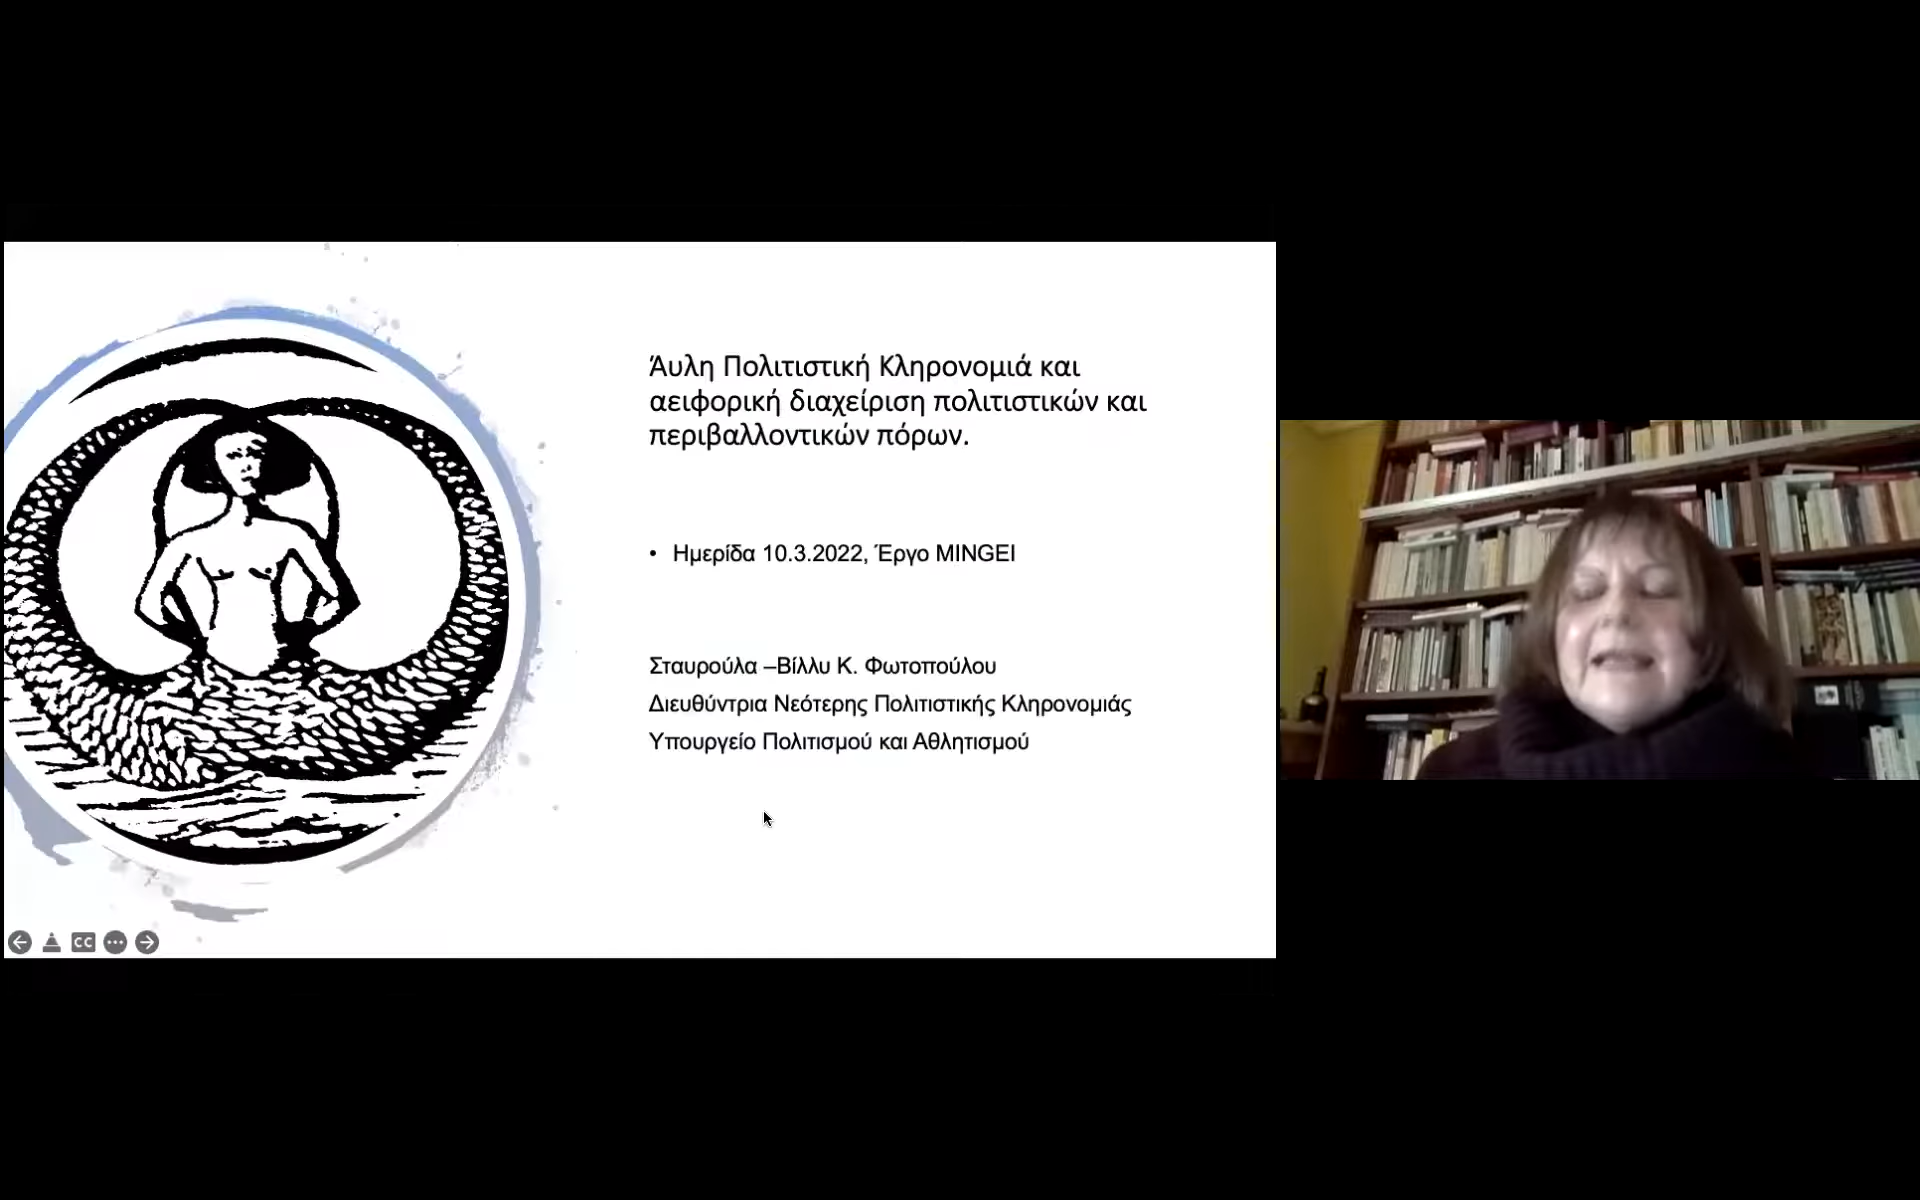 Άυλη Πολιτιστική Κληρονομιά και
αειφορική διαχείριση πολιτιστικών και
περιβαλλοντικών πόρων.
• Ημερίδα 10.3.2022, Έργο MINGEI
Σταυρούλα –Βίλλυ Κ. Φωτοπούλου
Διευθύντρια Νεότερης Πολιτιστικής Κληρονομιάς
Υπουργείο Πολιτισμού και Αθλητισμού
CC